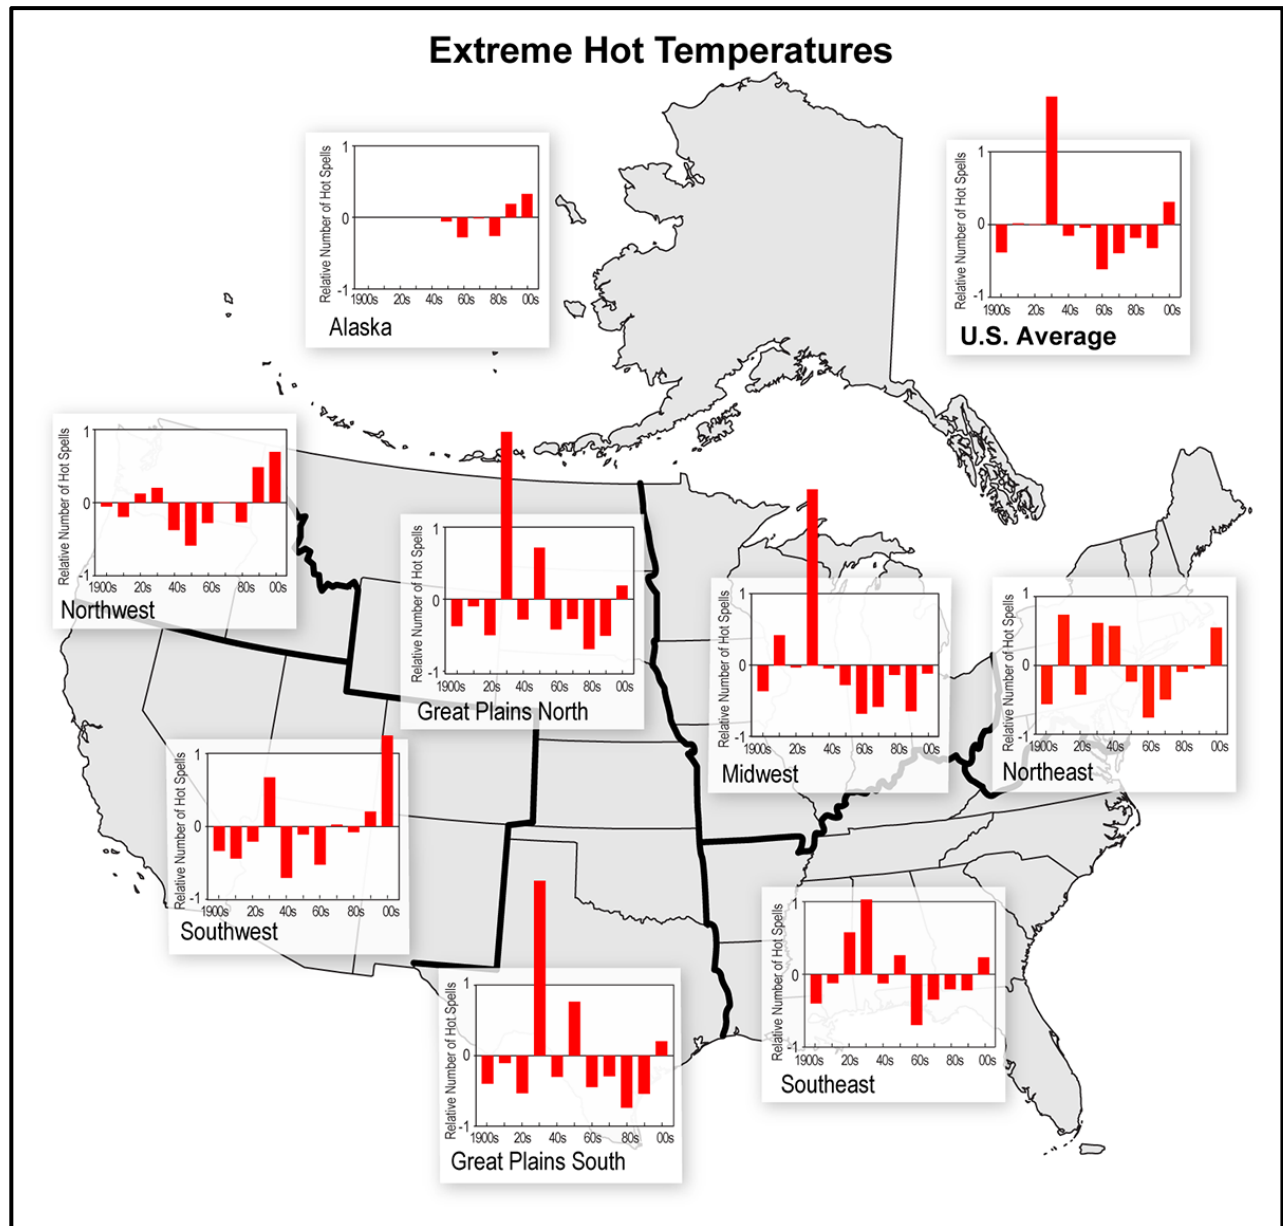 Extreme Hot Temperatures
Relative Number of Hot Spells
1
0
-1
1900s 20s 40s 60s 80s 00s
Alaska
Relative Number of Hot Spells
1
0
-1
1900s 20s 40s 60s 80s 00s
U.S. Average
Relative Number of Hot Spells
1
0
-1
1900s 20s 40s 60s 80s 00s
Northwest
Relative Number of Hot Spells
1
0
-1
1900s 20s 40s 60s 80s 00s
Great Plains North
Relative Number of Hot Spells
1
0
-1
1900s 20s 40s 60s 80s 00s
Midwest
Relative Number of Hot Spells
1
0
-1
1900s 20s 40s 60s 80s 00s
Northeast
Relative Number of Hot Spells
1
0
-1
1900s 20s 40s 60s 80s 00s
Southwest
Relative Number of Hot Spells
1
0
-1
1900s 20s 40s 60s 80s 00s
Great Plains South
Relative Number of Hot Spells
1
0
-1
1900s 20s 40s 60s 80s 00s
Southeast